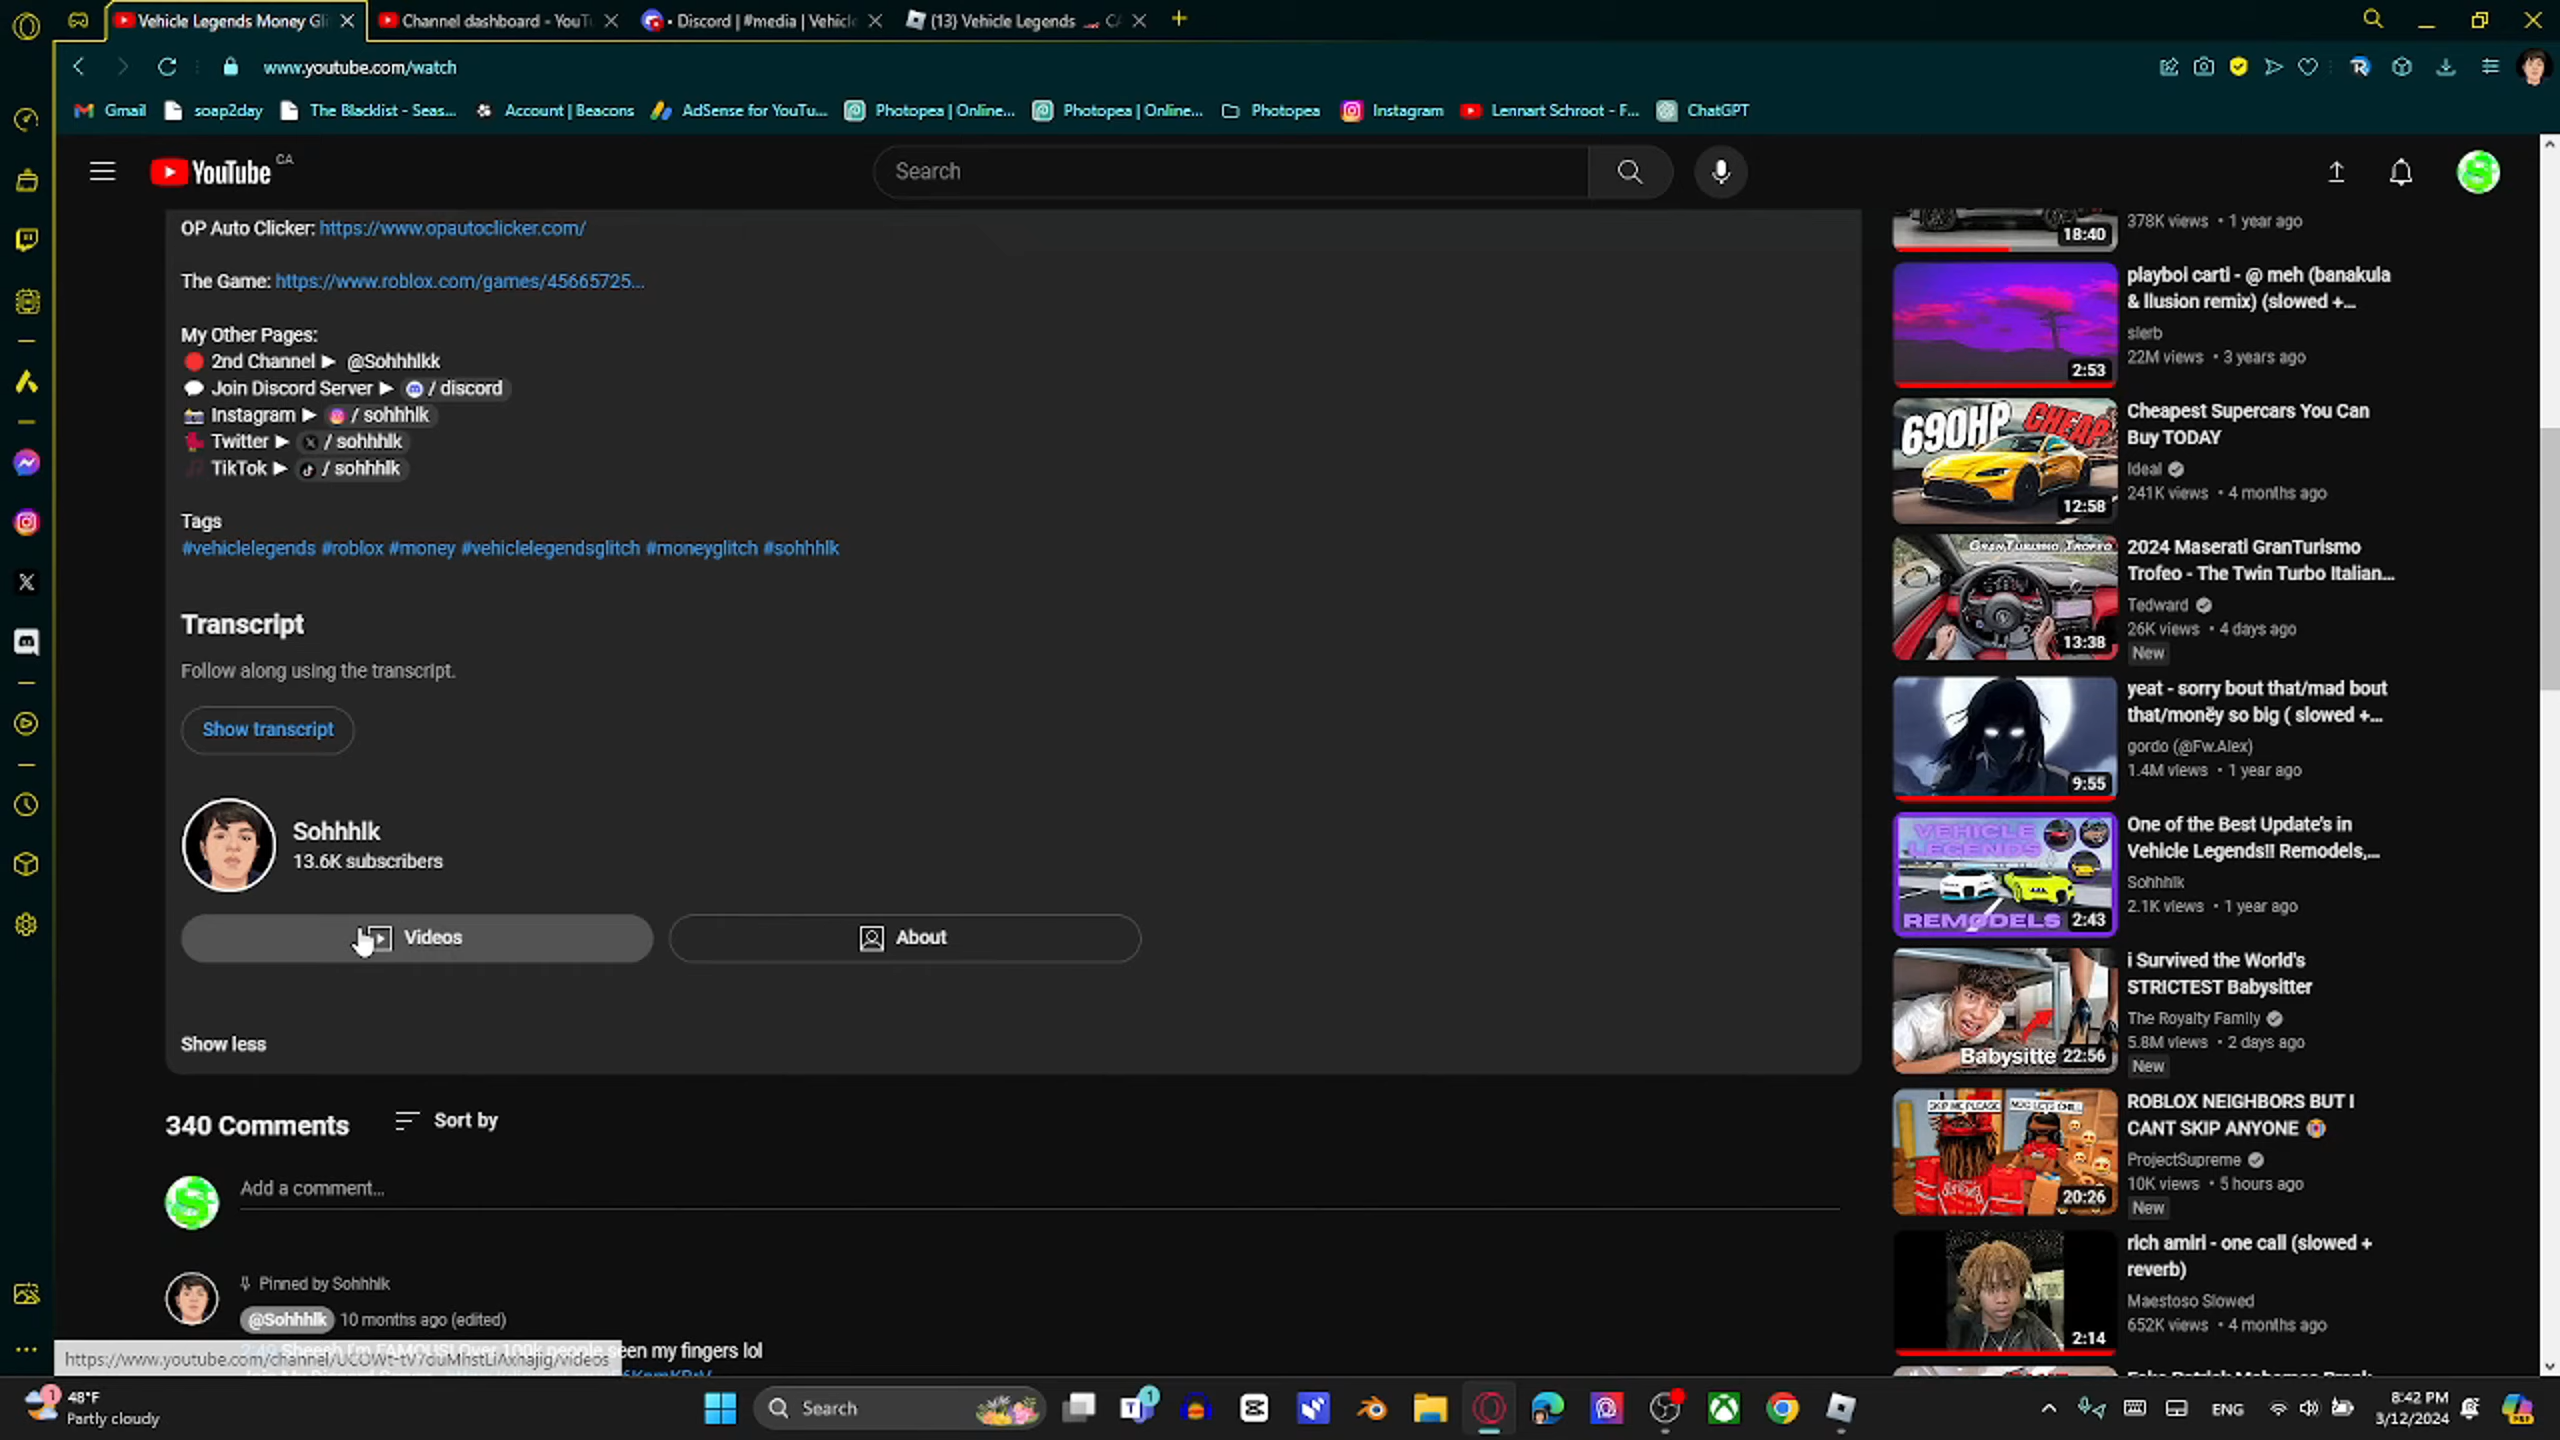 Vehicle Legends Money Gl
Channel dashboard - YouT
Discord | #media | Vehicle
(13) Vehicle Legends
www.youtube.com/watch
Gmail
soap2day
The Blacklist - Seas...
Account | Beacons
AdSense for YouTu...
Photopea | Online...
Photopea | Online...
Photopea
Instagram
Lennart Schroot - F...
ChatGPT
YouTube CA
Search
OP Auto Clicker: https://www.opautoclicker.com/
The Game: https://www.roblox.com/games/45665725...
My Other Pages:
2nd Channel ► @Sohhhlkk
Join Discord Server ► / discord
Instagram ► / sohhhlk
Twitter ► / sohhhlk
TikTok ► / sohhhlk
Tags
#vehiclelegends #roblox #money #vehiclelegendsglitch #moneyglitch #sohhhlk
Transcript
Follow along using the transcript.
Show transcript
Sohhhlk
13.6K subscribers
Videos
About
Show less
340 Comments
Sort by
Add a comment...
Pinned by Sohhhlk
@Sohhhlk 10 months ago (edited)
Sheesh I'm FAMOUS! Over 100k people seen my fingers lol
18:40
378K views • 1 year ago
2:53
playboi carti - @ meh (banakula
& Ilusion remix) (slowed +...
slerb
22M views • 3 years ago
690HP CHEAP
12:58
Cheapest Supercars You Can
Buy TODAY
Ideal
241K views • 4 months ago
GRANTURISMO TROFEO
13:38
2024 Maserati GranTurismo
Trofeo - The Twin Turbo Italian...
Tedward
26K views • 4 days ago
New
9:55
yeat - sorry bout that/mad bout
that/monëy so big ( slowed +...
gordo (@Fw.Alex)
1.4M views • 1 year ago
VEHICLE
LEGENDS
REMODELS
2:43
One of the Best Update's in
Vehicle Legends!! Remodels,...
Sohhhlk
2.1K views • 1 year ago
Babysitte
22:56
i Survived the World's
STRICTEST Babysitter
The Royalty Family
5.8M views • 2 days ago
New
20:26
ROBLOX NEIGHBORS BUT I
CANT SKIP ANYONE
ProjectSupreme
10K views • 5 hours ago
New
2:14
rich amiri - one call (slowed +
reverb)
Maestoso Slowed
652K views • 4 months ago
1
48°F
Partly cloudy
Search
1
ENG
8:42 PM
3/12/2024